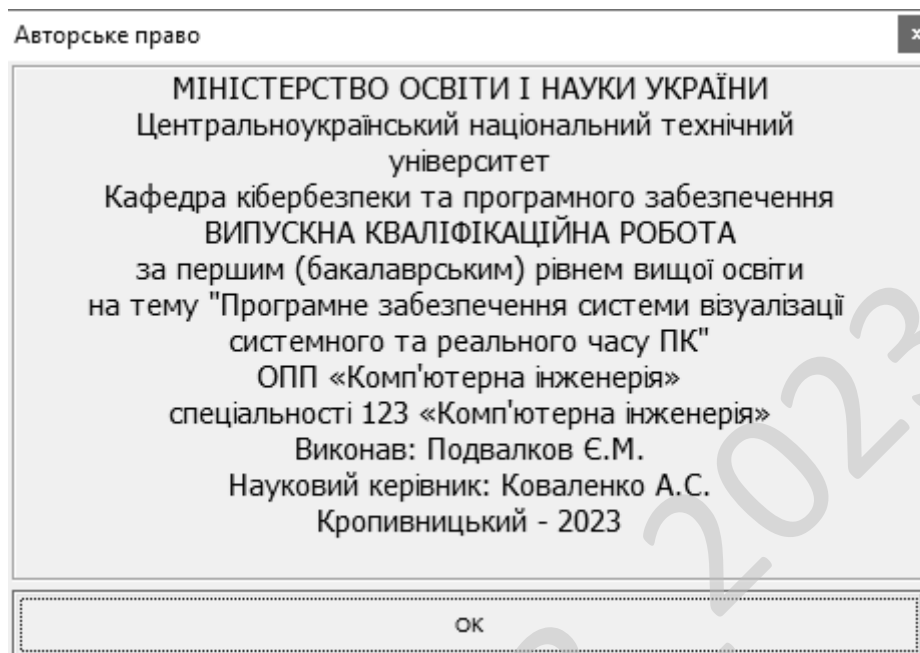 Авторське право
x
МІНІСТЕРСТВО ОСВІТИ І НАУКИ УКРАЇНИ
Центральноукраїнський національний технічний
університет
Кафедра кібербезпеки та програмного забезпечення
ВИПУСКНА КВАЛІФІКАЦІЙНА РОБОТА
за першим (бакалаврським) рівнем вищої освіти
на тему "Програмне забезпечення системи візуалізації
системного та реального часу ПК"
ОПП «Комп'ютерна інженерія»
спеціальності 123 «Комп'ютерна інженерія»
Виконав: Подвалков Є.М.
Науковий керівник: Коваленко А.С.
Кропивницький - 2023
ОК
2023